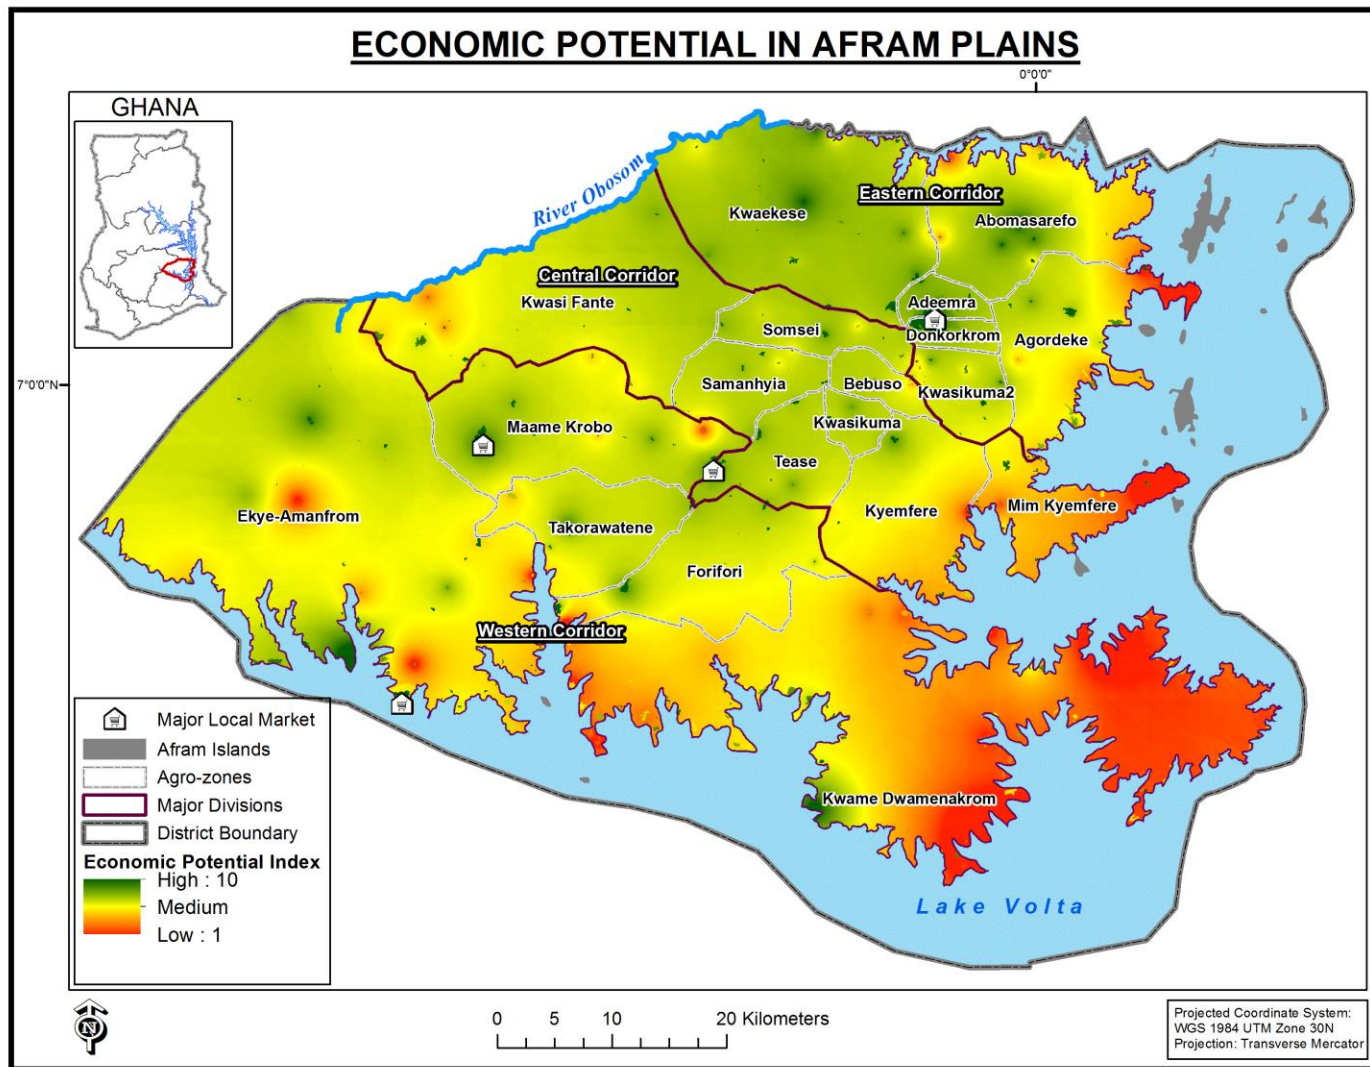 ECONOMIC POTENTIAL IN AFRAM PLAINS
0°0'0"
GHANA
River Obosom
Eastern Corridor
Kwaekese
Abomasarefo
Central Corridor
Kwasi Fante
Adeemra
Somsei
Donkorkrom
Agordeke
7°0'0"N
Samanhyia
Bebuso
Kwasikuma2
Maame Krobo
Kwasikuma
Tease
Ekye-Amanfrom
Takorawatene
Kyemfere
Mim Kyemfere
Forifori
Western Corridor
Kwame Dwamenakrom
Lake Volta
Major Local Market
Afram Islands
Agro-zones
Major Divisions
District Boundary
Economic Potential Index
High : 10
Medium
Low : 1
N
0 5 10 20 Kilometers
Projected Coordinate System:
WGS 1984 UTM Zone 30N
Projection: Transverse Mercator